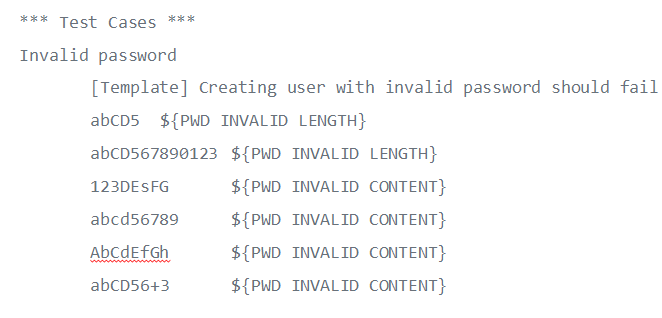 *** Test Cases ***
Invalid password
[Template] Creating user with invalid password should fail
abCD5 ${PWD INVALID LENGTH}
abCD567890123 ${PWD INVALID LENGTH}
123DEsFG ${PWD INVALID CONTENT}
abcd56789 ${PWD INVALID CONTENT}
AbCdEfGh ${PWD INVALID CONTENT}
abCD56+3 ${PWD INVALID CONTENT}